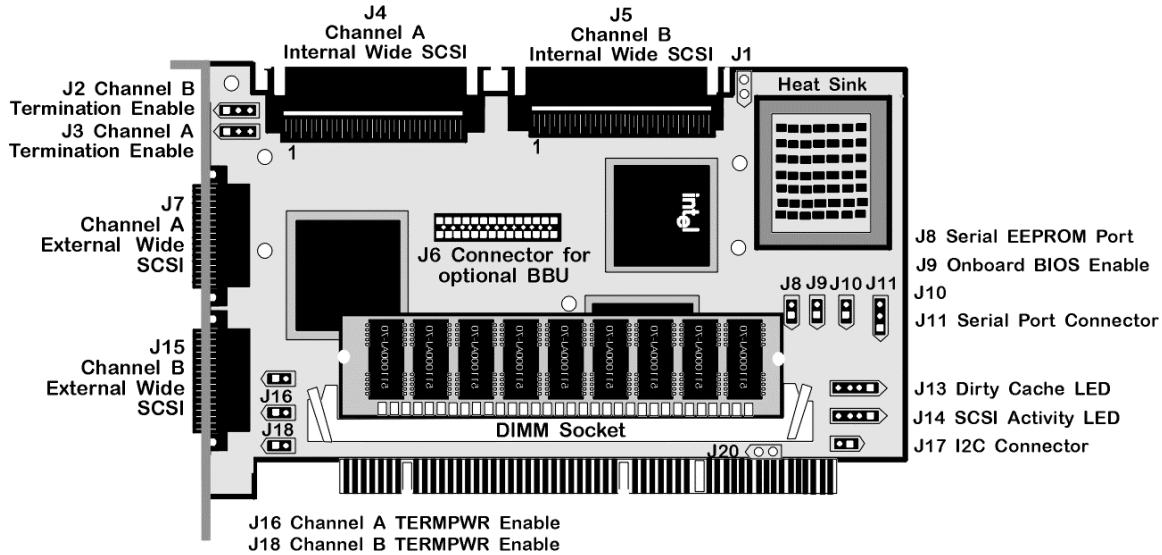 J4
Channel A
Internal Wide SCSI
J5
Channel B
Internal Wide SCSI
J1
Heat Sink
J2 Channel B
Termination Enable
J3 Channel A
Termination Enable
1
1
J7
Channel A
External Wide
SCSI
intel
J6 Connector for
optional BBU
J8 Serial EEPROM Port
J9 Onboard BIOS Enable
J10
J11 Serial Port Connector
J8 J9 J10 J11
J15
Channel B
External Wide
SCSI
J16
J18
DIMM Socket
J20
J13 Dirty Cache LED
J14 SCSI Activity LED
J17 I2C Connector
J16 Channel A TERMPWR Enable
J18 Channel B TERMPWR Enable